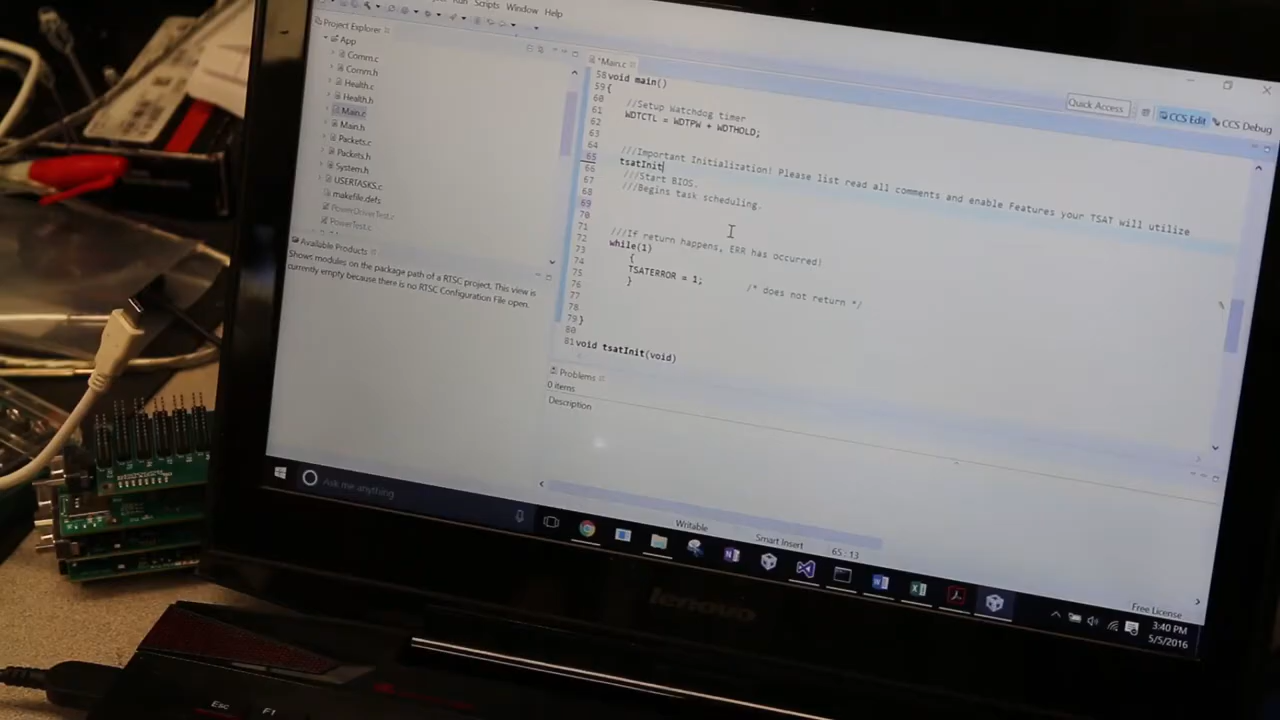 Run Scripts Window Help
Project Explorer
App
Comm.c
Comm.h
Health.c
Health.h
Main.c
Main.h
Packets.c
Packets.h
System.h
USERTASKS.c
makefile.defs
PowerDriverTest.c
PowerTest.c
Available Products
Shows modules on the package path of a RTSC project. This view is
currently empty because there is no RTSC Configuration File open.
Quick Access
CCS Edit
CCS Debug
*Main.c
58 void main()
59 {
60
61 //Setup Watchdog timer
62 WDTCTL = WDTPW + WDTHOLD;
63
64
65 ///Important Initialization! Please list read all comments and enable Features your TSAT will utilize
66 tsatInit
67 ///Start BIOS.
68 ///Begins task scheduling.
69
70
71
72 ///If return happens, ERR has occurred!
73 while(1)
74 {
75 TSATERROR = 1; /* does not return */
76 }
77
78
79 }
80
81 void tsatInit(void)
Problems
0 items
Description
Writable
Smart Insert
65 : 13
Free License
Ask me anything
3:40 PM
5/5/2016
lenovo
Esc
F1